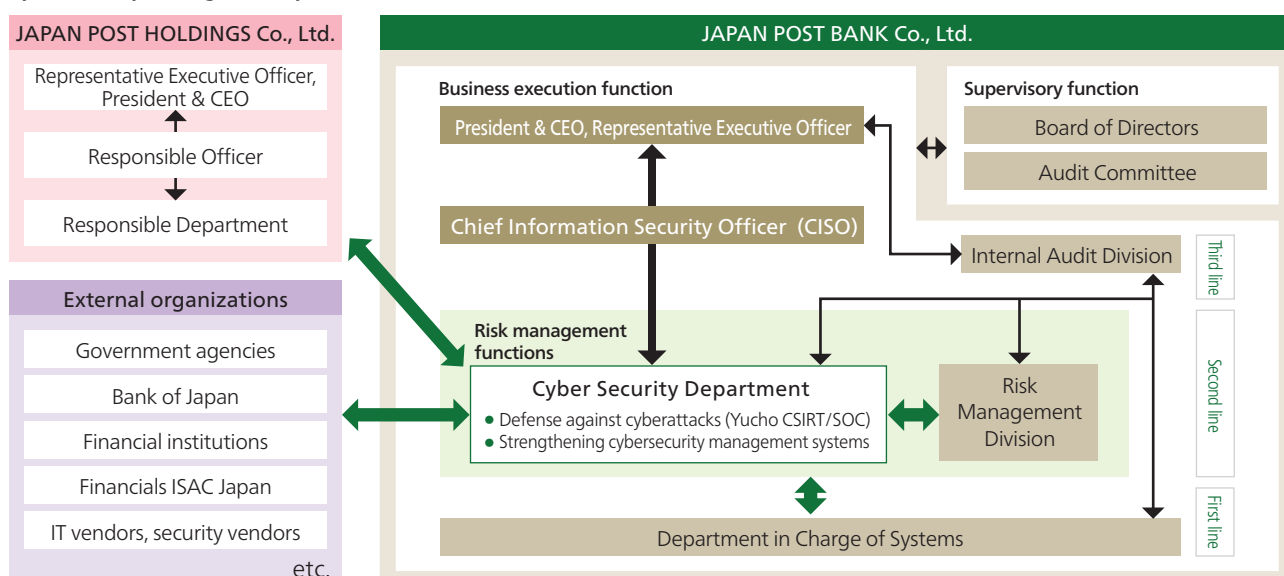 JAPAN POST HOLDINGS Co., Ltd.
Representative Executive Officer,
President & CEO
Responsible Officer
Responsible Department
External organizations
Government agencies
Bank of Japan
Financial institutions
Financials ISAC Japan
IT vendors, security vendors
etc.
JAPAN POST BANK Co., Ltd.
Business execution function
President & CEO, Representative Executive Officer
Chief Information Security Officer (CISO)
Supervisory function
Board of Directors
Audit Committee
Internal Audit Division
Third line
Risk management
functions
Cyber Security Department
• Defense against cyberattacks (Yucho CSIRT/SOC)
• Strengthening cybersecurity management systems
Risk
Management
Division
Second line
Department in Charge of Systems
First line